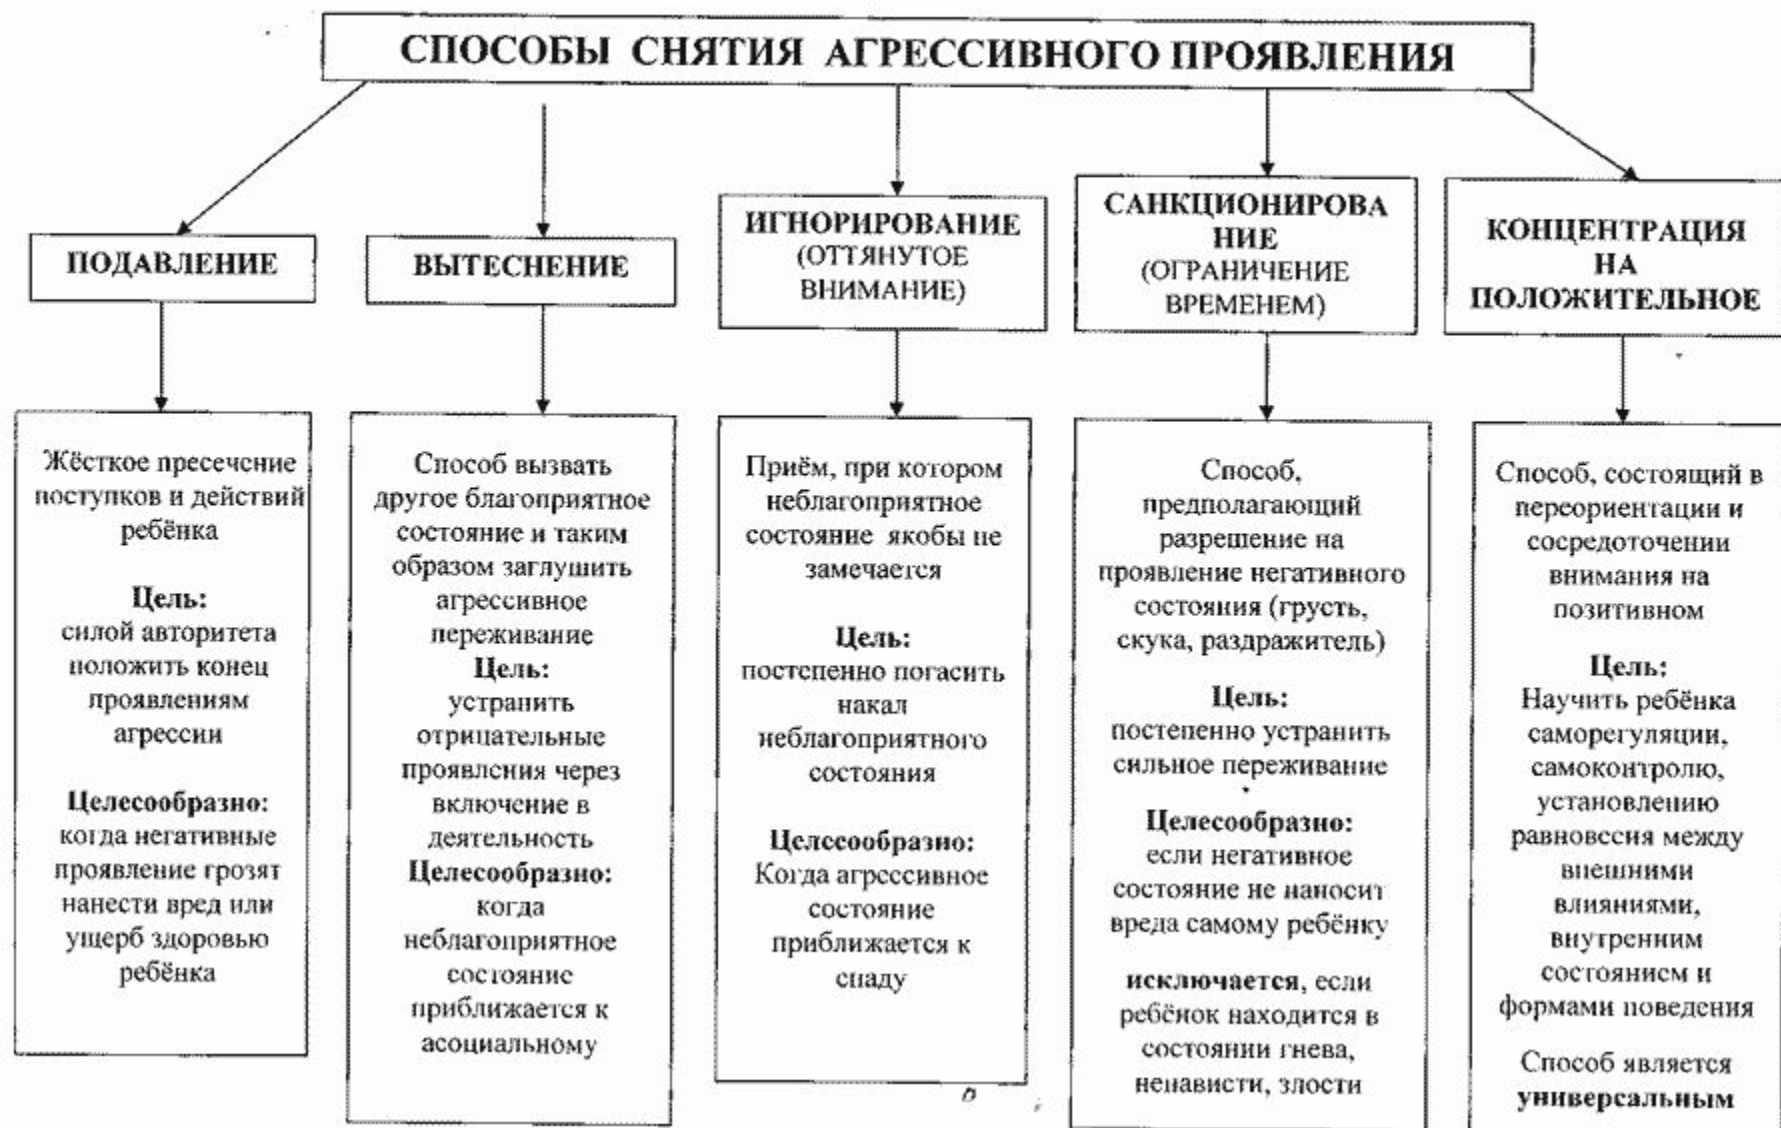 СПОСОБЫ СНЯТИЯ АГРЕССИВНОГО ПРОЯВЛЕНИЯ
ПОДАВЛЕНИЕ
Жёсткое пресечение
поступков и действий
ребёнка
Цель:
силой авторитета
положить конец
проявлениям
агрессии
Целесообразно:
когда негативные
проявление грозят
нанести вред или
ущерб здоровью
ребёнка
ВЫТЕСНЕНИЕ
Способ вызвать
другое благоприятное
состояние и таким
образом заглушить
агрессивное
переживание
Цель:
устранить
отрицательные
проявления через
включение в
деятельность
Целесообразно:
когда
неблагоприятное
состояние
приближается к
асоциальному
ИГНОРИРОВАНИЕ
(ОТТЯНУТОЕ
ВНИМАНИЕ)
Приём, при котором
неблагоприятное
состояние якобы не
замечается
Цель:
постепенно погасить
накал
неблагоприятного
состояния
Целесообразно:
Когда агрессивное
состояние
приближается к
спаду
САНКЦИОНИРОВА
НИЕ
(ОГРАНИЧЕНИЕ
ВРЕМЕНЕМ)
Способ,
предполагающий
разрешение на
проявление негативного
состояния (грусть,
скука, раздражитель)
Цель:
постепенно устранить
сильное переживание
Целесообразно:
если негативное
состояние не наносит
вреда самому ребёнку
исключается, если
ребёнок находится в
состоянии гнева,
ненависти, злости
КОНЦЕНТРАЦИЯ
НА
ПОЛОЖИТЕЛЬНОЕ
Способ, состоящий в
переориентации и
сосредоточении
внимания на
позитивном
Цель:
Научить ребёнка
саморегуляции,
самоконтролю,
установлению
равновесия между
внешними
влияниями,
внутренним
состоянием и
формами поведения
Способ является
универсальным